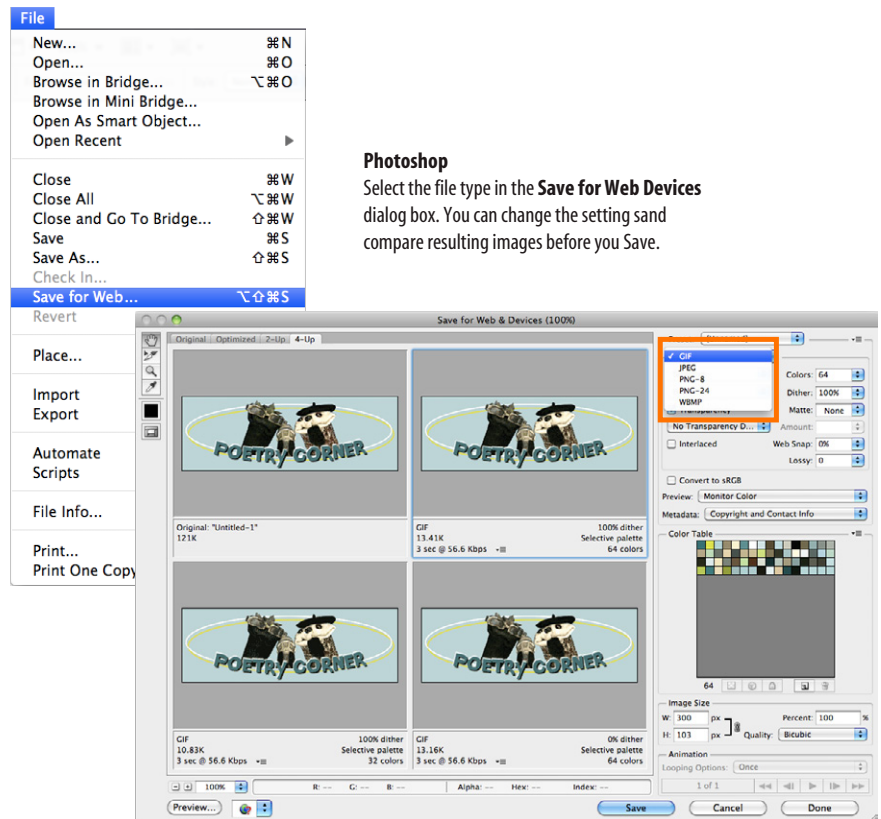 File
New... ⌘N
Open... ⌘O
Browse in Bridge... ⌥⌘O
Browse in Mini Bridge...
Open As Smart Object...
Open Recent ▶
Close ⌘W
Close All ⌥⌘W
Close and Go To Bridge... ⇧⌘W
Save ⌘S
Save As... ⇧⌘S
Check In...
Save for Web... ⌥⇧⌘S
Revert
Place...
Import
Export
Automate
Scripts
File Info...
Print...
Print One Copy
Photoshop
Select the file type in the Save for Web Devices
dialog box. You can change the setting sand
compare resulting images before you Save.
Save for Web & Devices (100%)
Original Optimized 2-Up 4-Up
POETRY CORNER
Original: "Untitled-1"
121K
POETRY CORNER
GIF 100% dither
13.41K Selective palette
3 sec @ 56.6 Kbps 64 colors
POETRY CORNER
GIF 100% dither
10.83K Selective palette
3 sec @ 56.6 Kbps 32 colors
POETRY CORNER
GIF 0% dither
13.16K Selective palette
3 sec @ 56.6 Kbps 64 colors
✓ GIF
JPEG
PNG-8
PNG-24
WBMP
Colors: 64
Dither: 100%
Transparency Matte: None
No Transparency D... Amount:
Interlaced Web Snap: 0%
Lossy: 0
Convert to sRGB
Preview: Monitor Color
Metadata: Copyright and Contact Info
Color Table
64
Image Size
W: 300 px Percent: 100 %
H: 103 px Quality: Bicubic
Animation
Looping Options: Once
1 of 1
100% R: -- G: -- B: -- Alpha: -- Hex: -- Index: --
Preview... Save Cancel Done